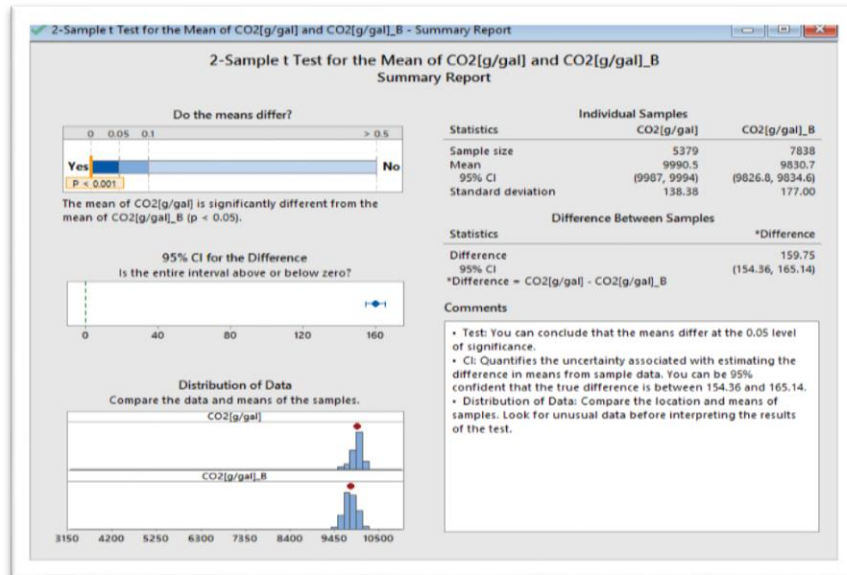 2-Sample t Test for the Mean of CO2[g/gal] and CO2[g/gal]_B - Summary Report
2-Sample t Test for the Mean of CO2[g/gal] and CO2[g/gal]_B
Summary Report
Do the means differ?
0 0.05 0.1 > 0.5
Yes No
P < 0.001
The mean of CO2[g/gal] is significantly different from the
mean of CO2[g/gal]_B (p < 0.05).
95% CI for the Difference
Is the entire interval above or below zero?
0 40 80 120 160
Distribution of Data
Compare the data and means of the samples.
CO2[g/gal]
CO2[g/gal]_B
3150 4200 5250 6300 7350 8400 9450 10500
Individual Samples
Statistics CO2[g/gal] CO2[g/gal]_B
Sample size 5379 7838
Mean 9990.5 9830.7
95% CI (9987, 9994) (9826.8, 9834.6)
Standard deviation 138.38 177.00
Difference Between Samples
Statistics *Difference
Difference 159.75
95% CI (154.36, 165.14)
*Difference = CO2[g/gal] - CO2[g/gal]_B
Comments
• Test: You can conclude that the means differ at the 0.05 level
of significance.
• CI: Quantifies the uncertainty associated with estimating the
difference in means from sample data. You can be 95%
confident that the true difference is between 154.36 and 165.14.
• Distribution of Data: Compare the location and means of
samples. Look for unusual data before interpreting the results
of the test.